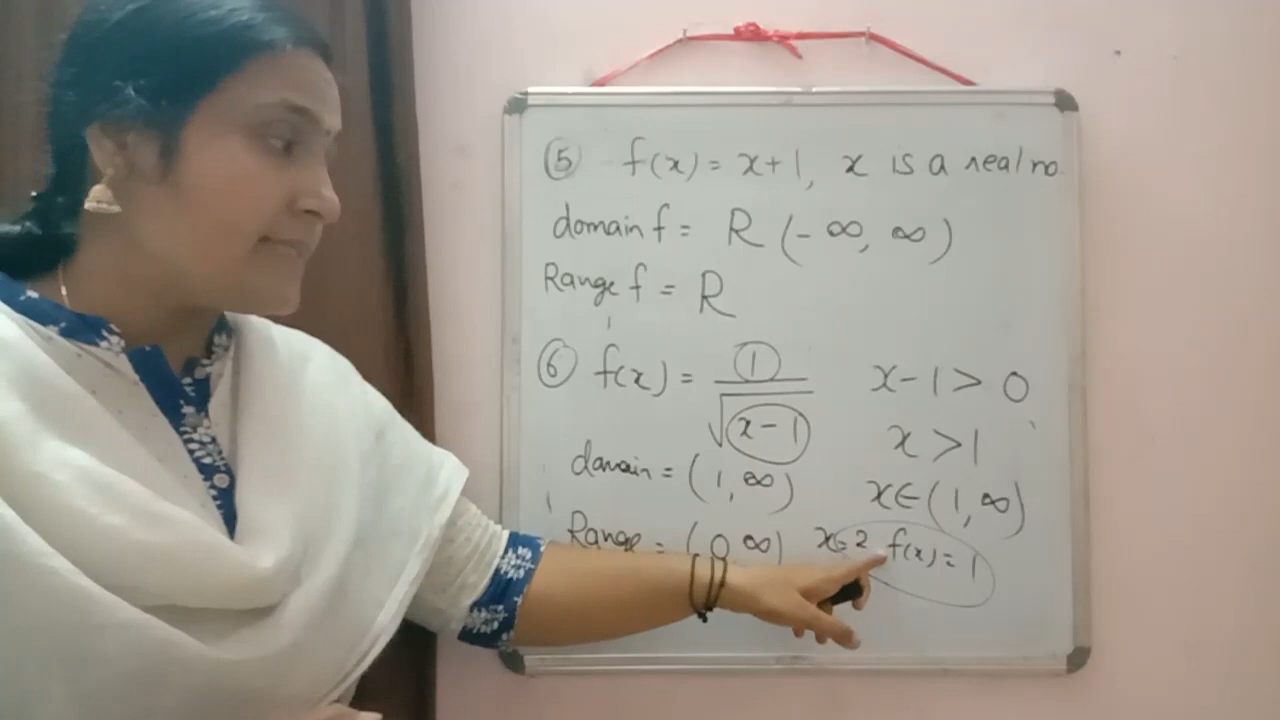 ⑤ f(x) = x+1, x is a real no.
domain f = R (-∞, ∞)
Range f = R
⑥ f(x) = 1/√(x-1) x-1 > 0
x > 1
domain = (1, ∞) x∈(1, ∞)
Range = (0 ∞) x=2 f(x) = 1